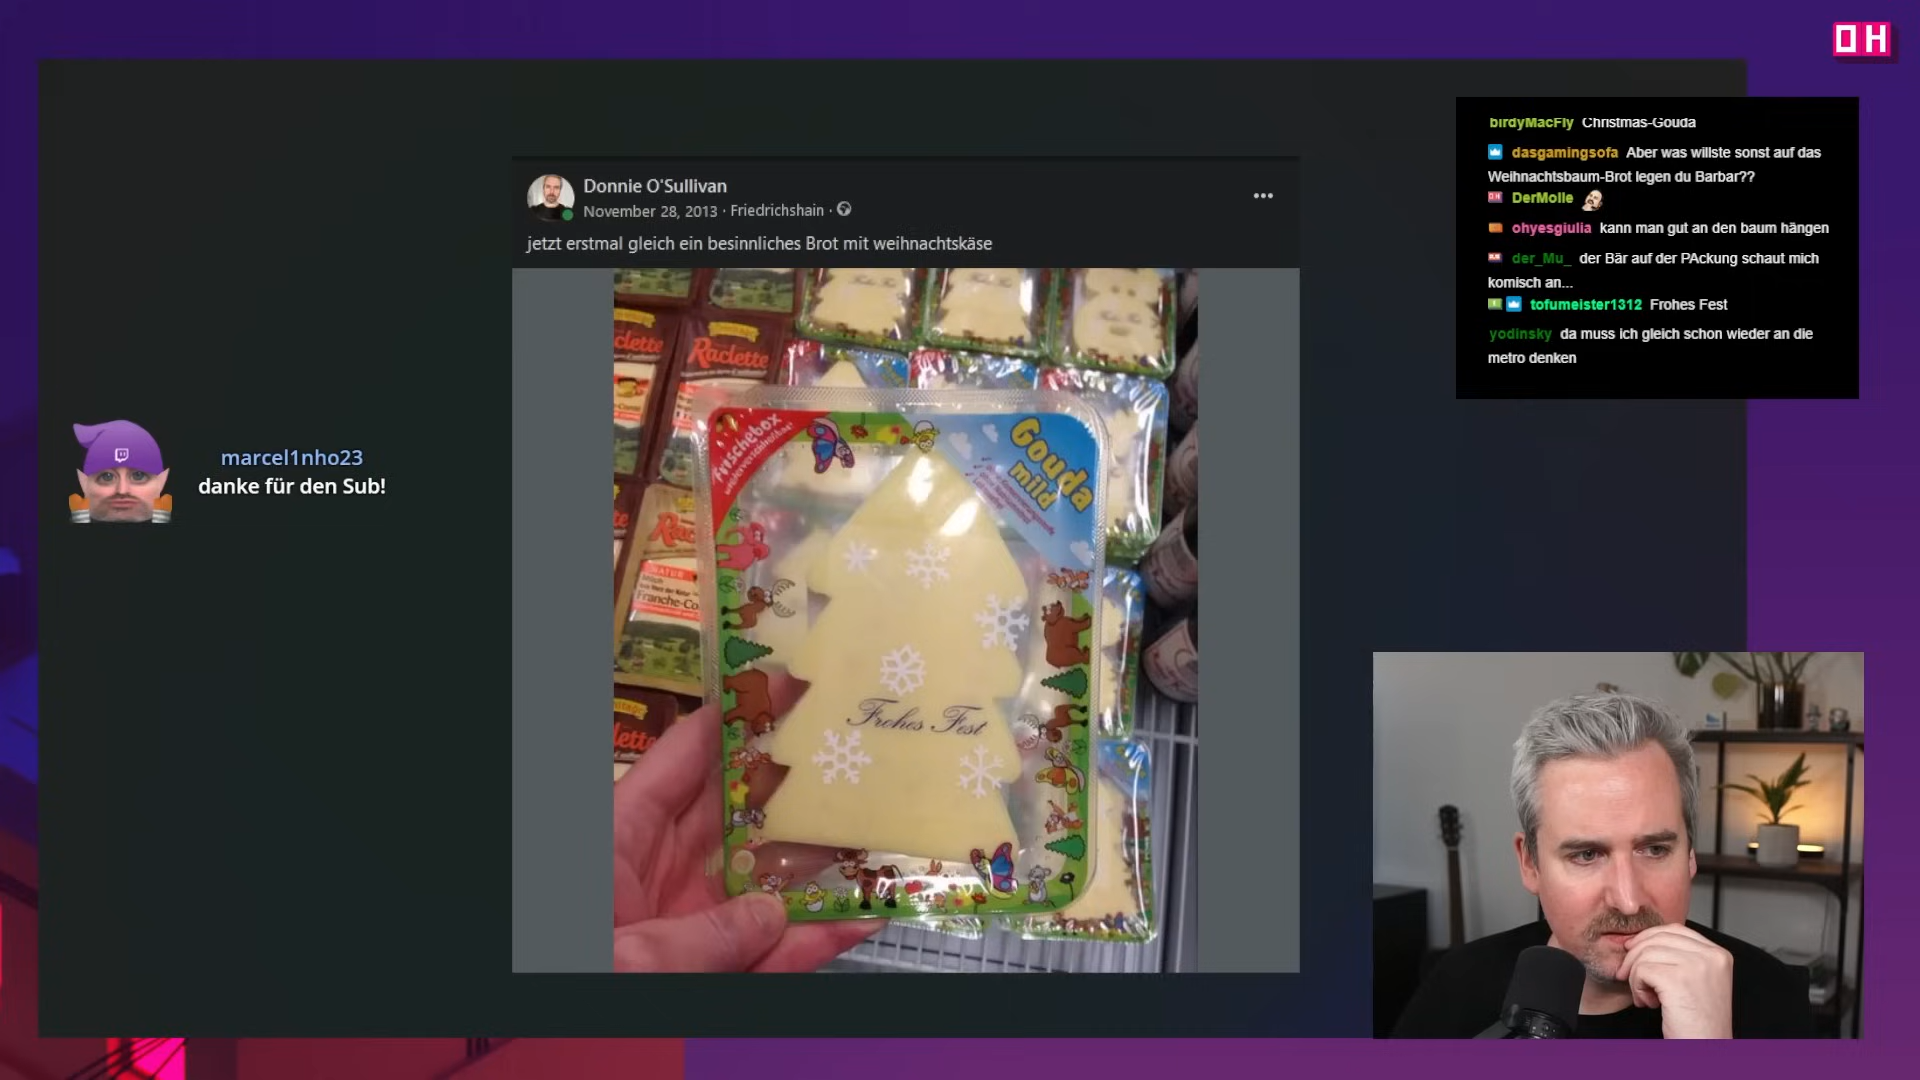 OH
birdyMacFly Christmas-Gouda
dasgamingsofa Aber was willste sonst auf das
Weihnachtsbaum-Brot legen du Barbar??
DerMolle
ohyesgiulia kann man gut an den baum hängen
der_Mu_ der Bär auf der PAckung schaut mich
komisch an...
tofumeister1312 Frohes Fest
yodinsky da muss ich gleich schon wieder an die
metro denken
Donnie O'Sullivan
November 28, 2013 · Friedrichshain ·
jetzt erstmal gleich ein besinnliches Brot mit weihnachtskäse
marcel1nho23
danke für den Sub!
Raclette
Frischebox
wiederverschließbar
Gouda
mild
NATUR
Franche-Co
Frohes Fest